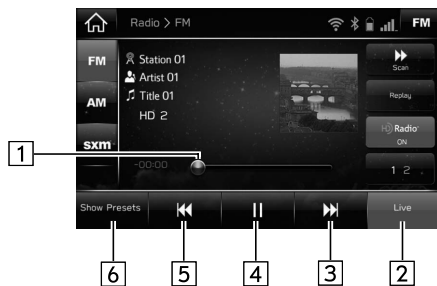 Radio > FM
FM
FM
AM
sxm
Station 01
Artist 01
Title 01
HD 2
-00:00
Scan
Replay
HD Radio
ON
1 2
Show Presets
Live
1
6
5
4
3
2